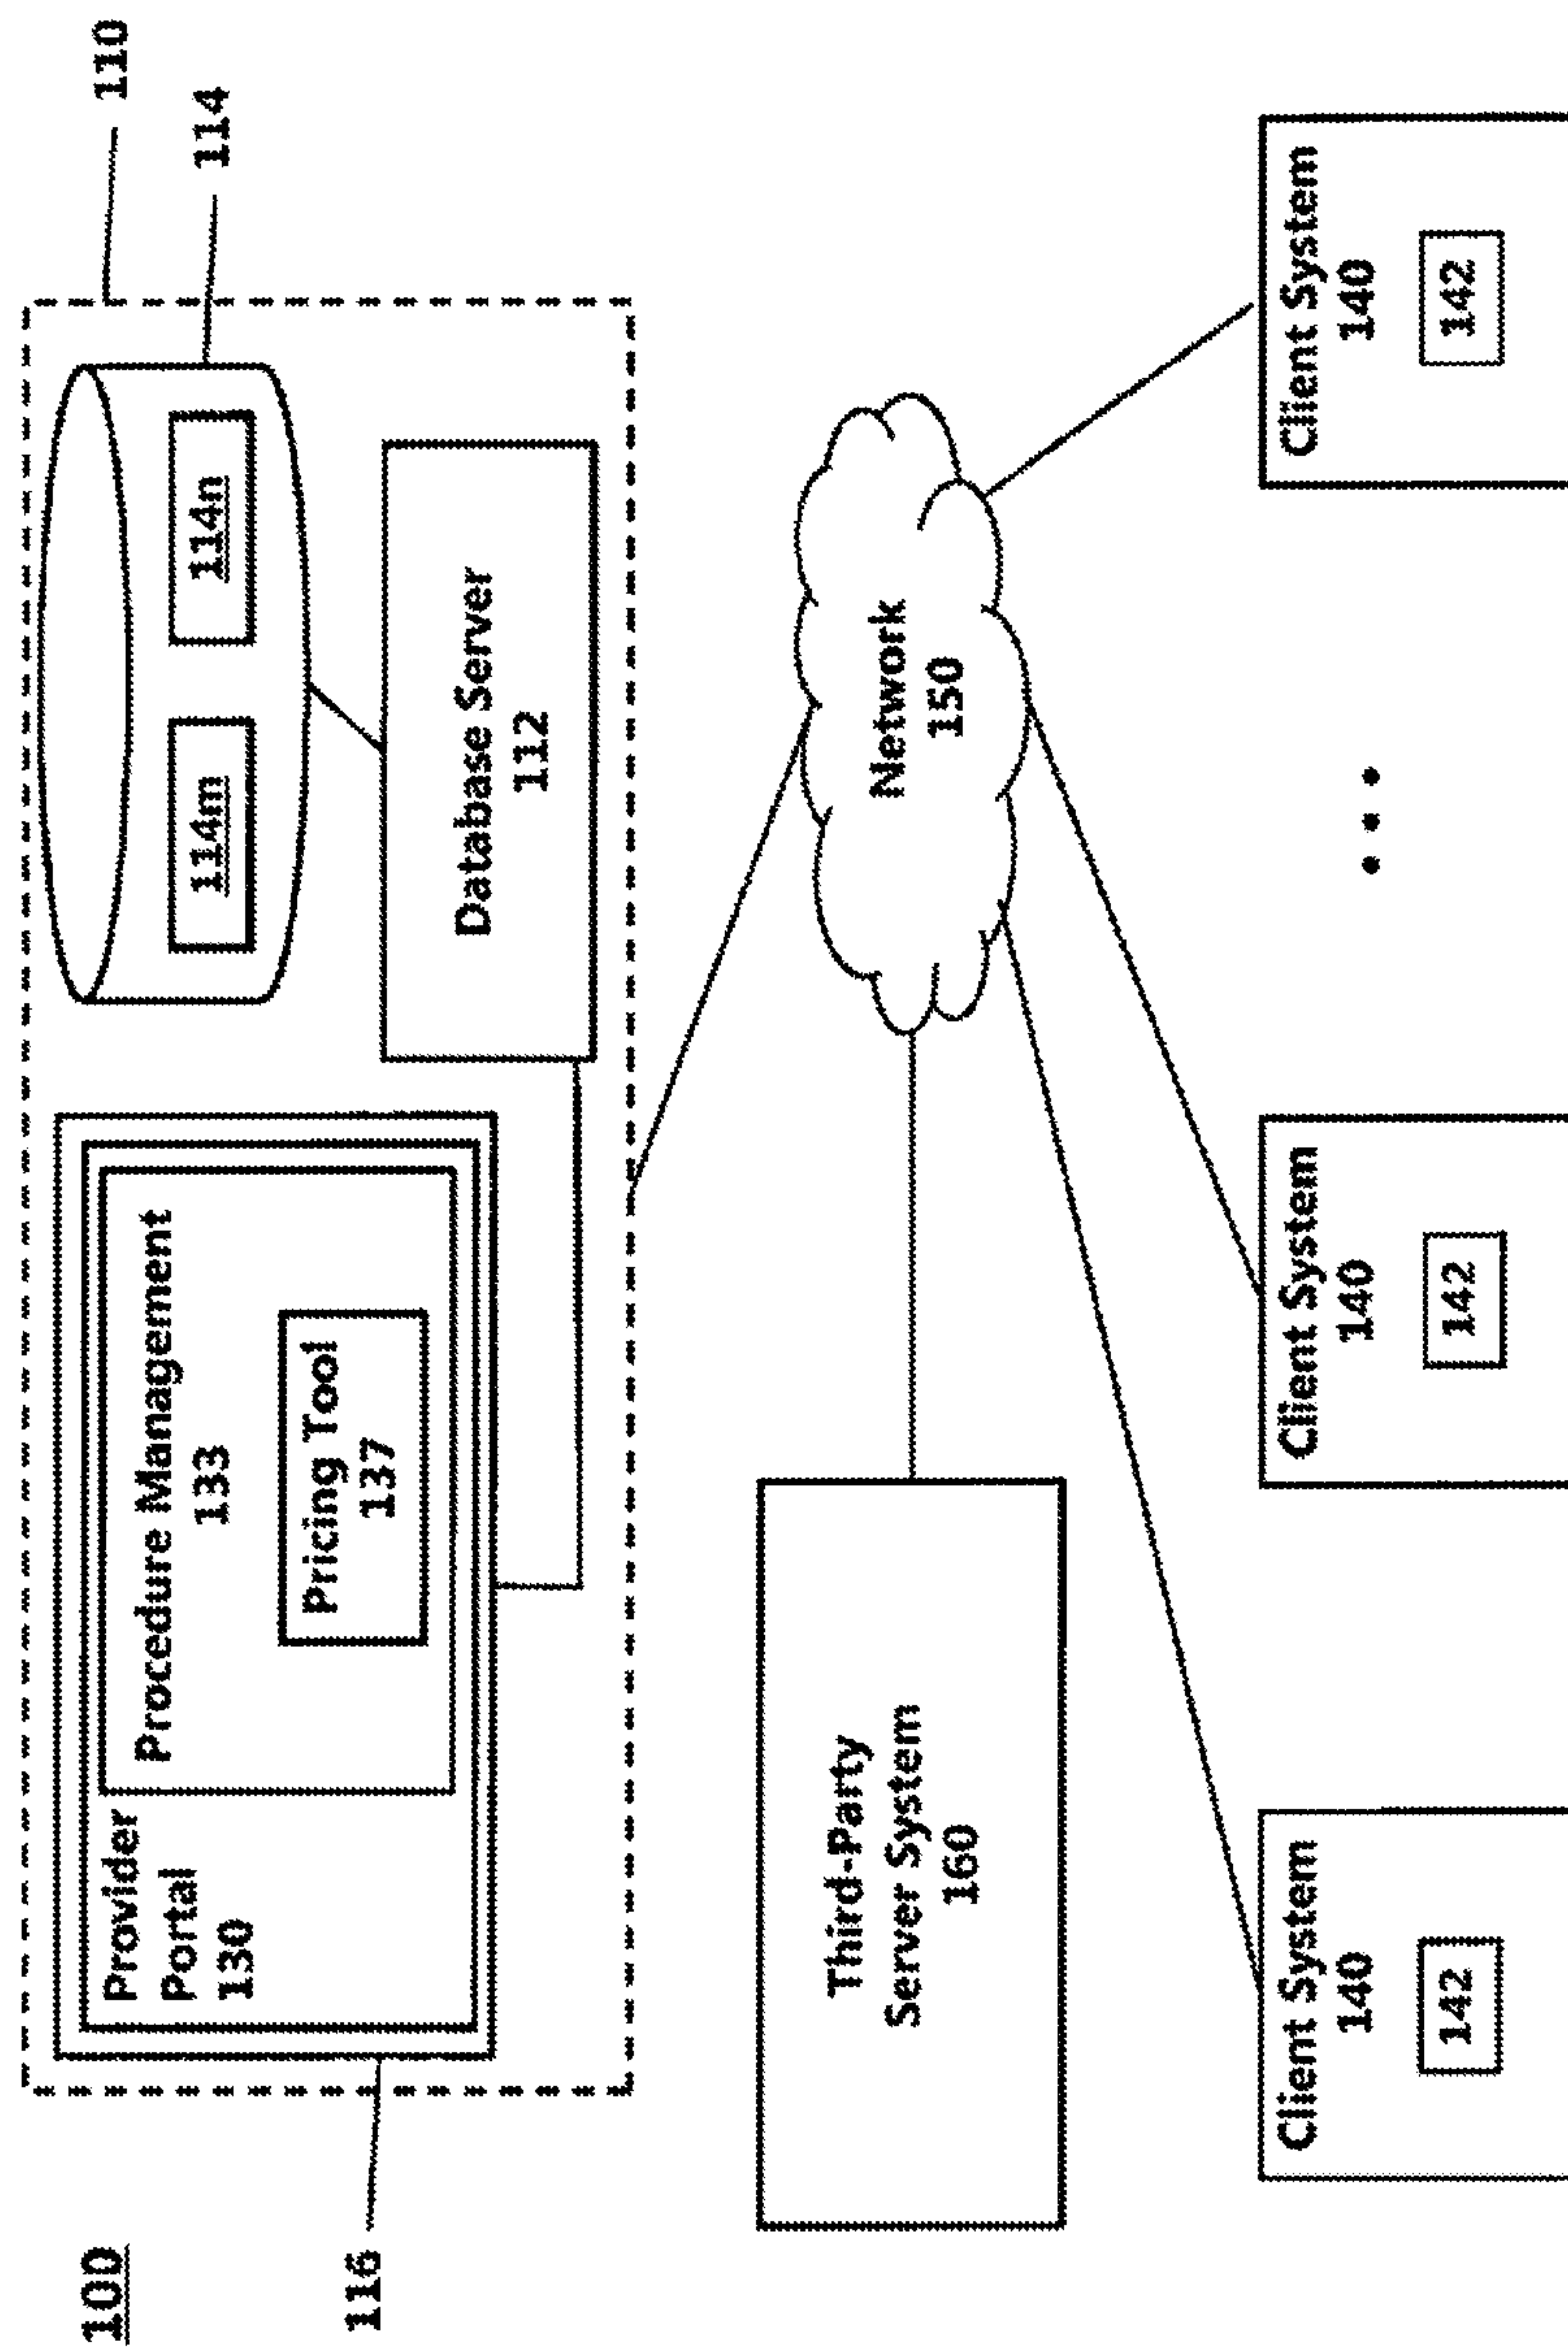 100
110
114
116
Provider
Portal
130
Procedure Management
133
Pricing Tool
137
114m
114n
Database Server
112
Third-Party
Server System
160
Network
150
Client System
140
142
Client System
140
142
Client System
140
142